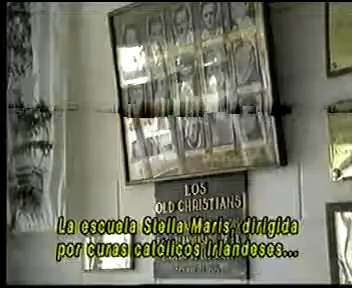 LOS
OLD CHRISTIANS
La escuela Stella Maris, dirigida
por curas católicos irlandeses...